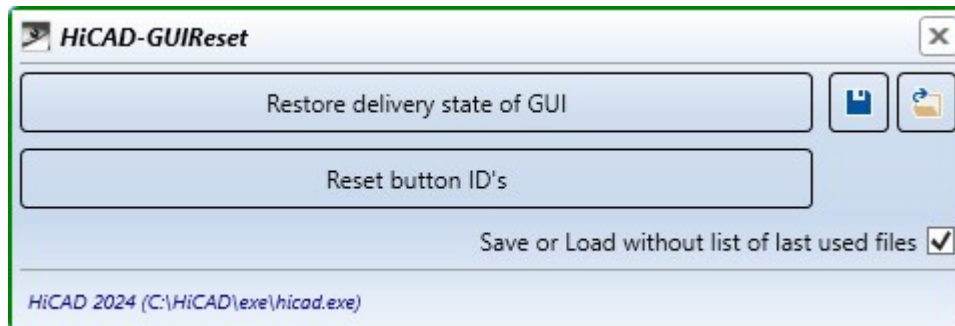 HiCAD-GUIReset
Restore delivery state of GUI
Reset button ID's
Save or Load without list of last used files
HiCAD 2024 (C:\HiCAD\exe\hicad.exe)